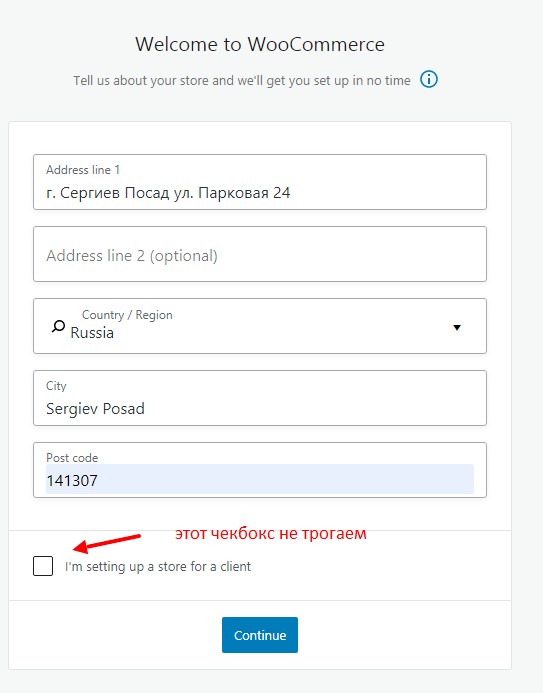 Welcome to WooCommerce
Tell us about your store and we'll get you set up in no time
Address line 1
г. Сергиев Посад ул. Парковая 24
Address line 2 (optional)
Country / Region
Russia
City
Sergiev Posad
Post code
141307
этот чекбокс не трогаем
I'm setting up a store for a client
Continue